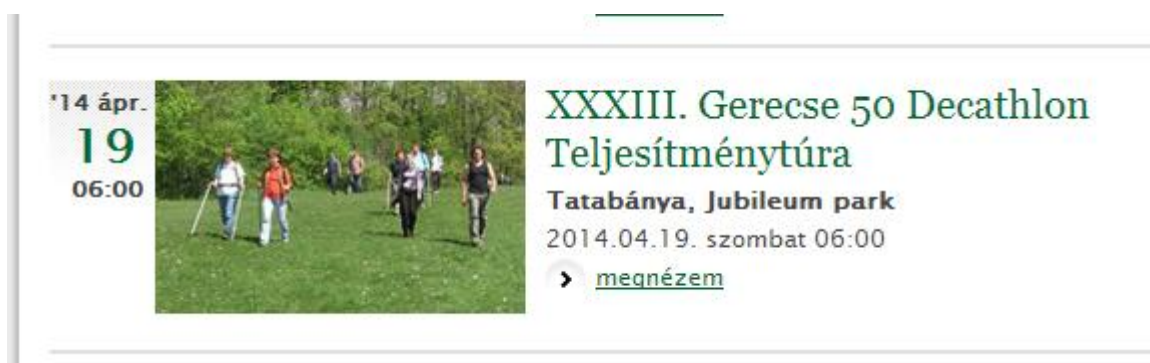 '14 ápr.
19
06:00
XXXIII. Gerecse 50 Decathlon
Teljesítménytúra
Tatabánya, Jubileum park
2014.04.19. szombat 06:00
megnézem